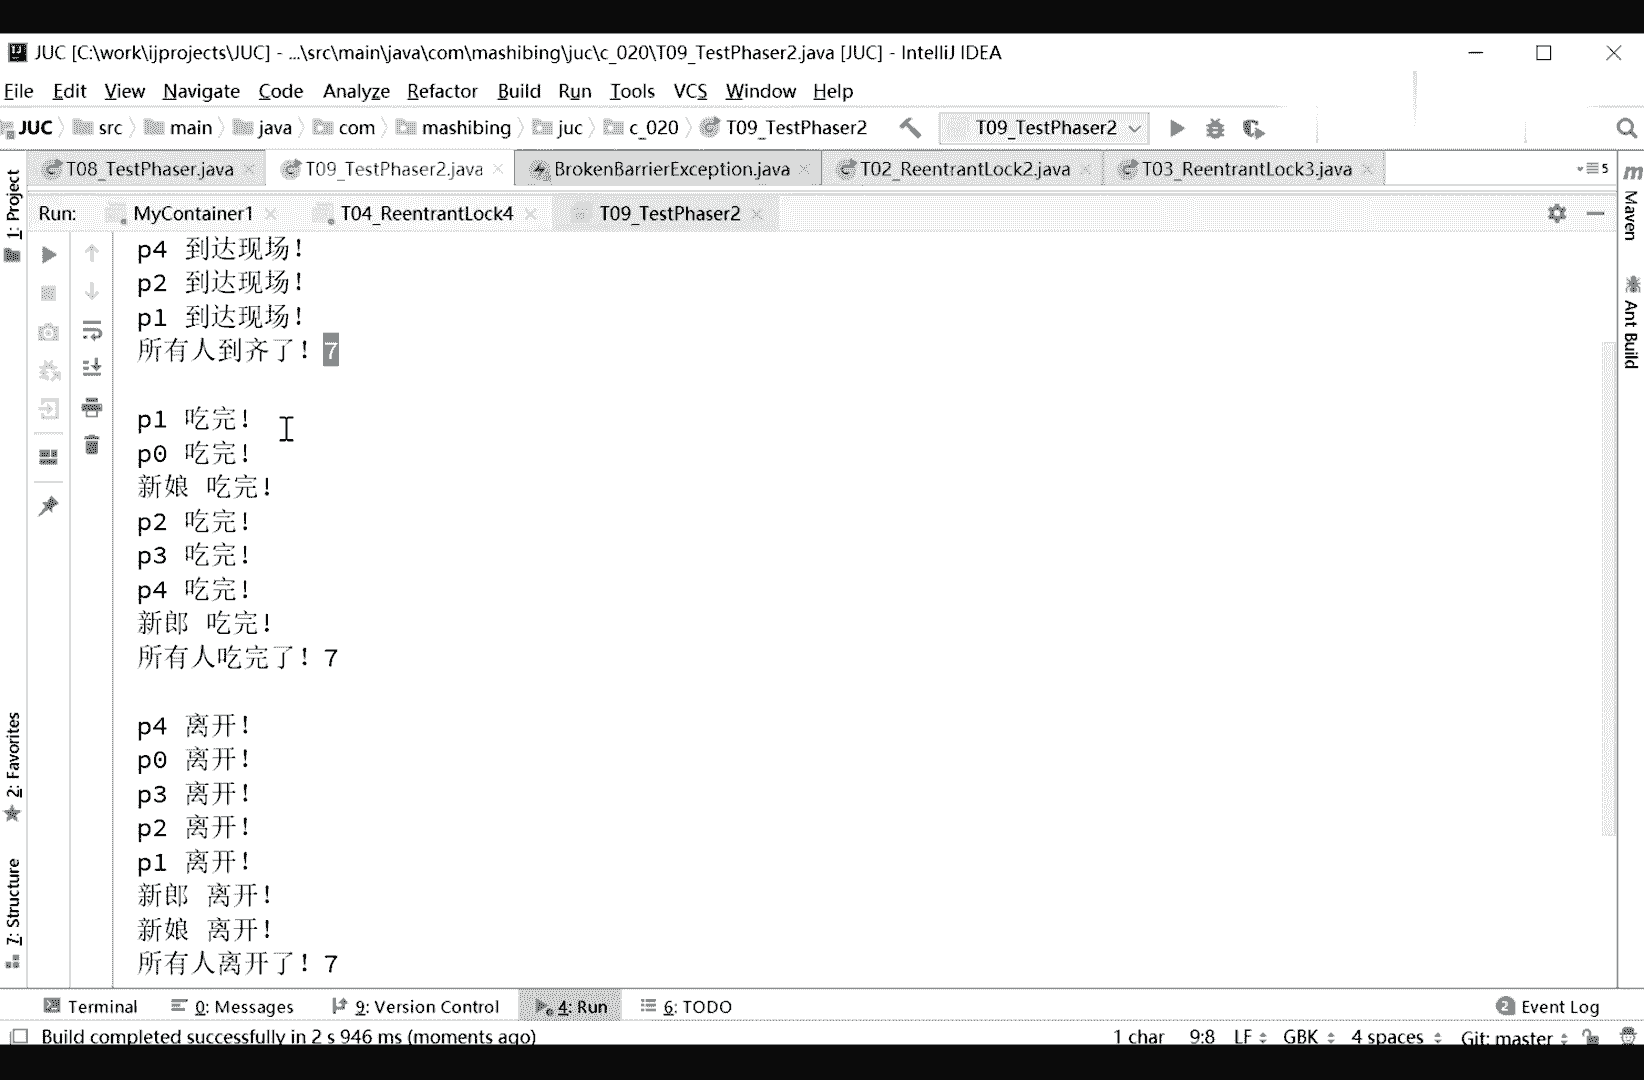 JUC [C:\work\ijprojects\JUC] - ...\src\main\java\com\mashibing\juc\c_020\T09_TestPhaser2.java [JUC] - IntelliJ IDEA
File Edit View Navigate Code Analyze Refactor Build Run Tools VCS Window Help
JUC src main java com mashibing juc c_020 T09_TestPhaser2 T09_TestPhaser2
T08_TestPhaser.java T09_TestPhaser2.java BrokenBarrierException.java T02_ReentrantLock2.java T03_ReentrantLock3.java 5
Run: MyContainer1 T04_ReentrantLock4 T09_TestPhaser2
1: Project
Maven
Ant Build
2: Favorites
7: Structure
p4 到达现场!
p2 到达现场!
p1 到达现场!
所有人到齐了! 7
p1 吃完!
p0 吃完!
新娘 吃完!
p2 吃完!
p3 吃完!
p4 吃完!
新郎 吃完!
所有人吃完了! 7
p4 离开!
p0 离开!
p3 离开!
p2 离开!
p1 离开!
新郎 离开!
新娘 离开!
所有人离开了! 7
Terminal 0: Messages 9: Version Control 4: Run 6: TODO 2 Event Log
Build completed successfully in 2 s 946 ms (moments ago) 1 char 9:8 LF GBK 4 spaces Git: master